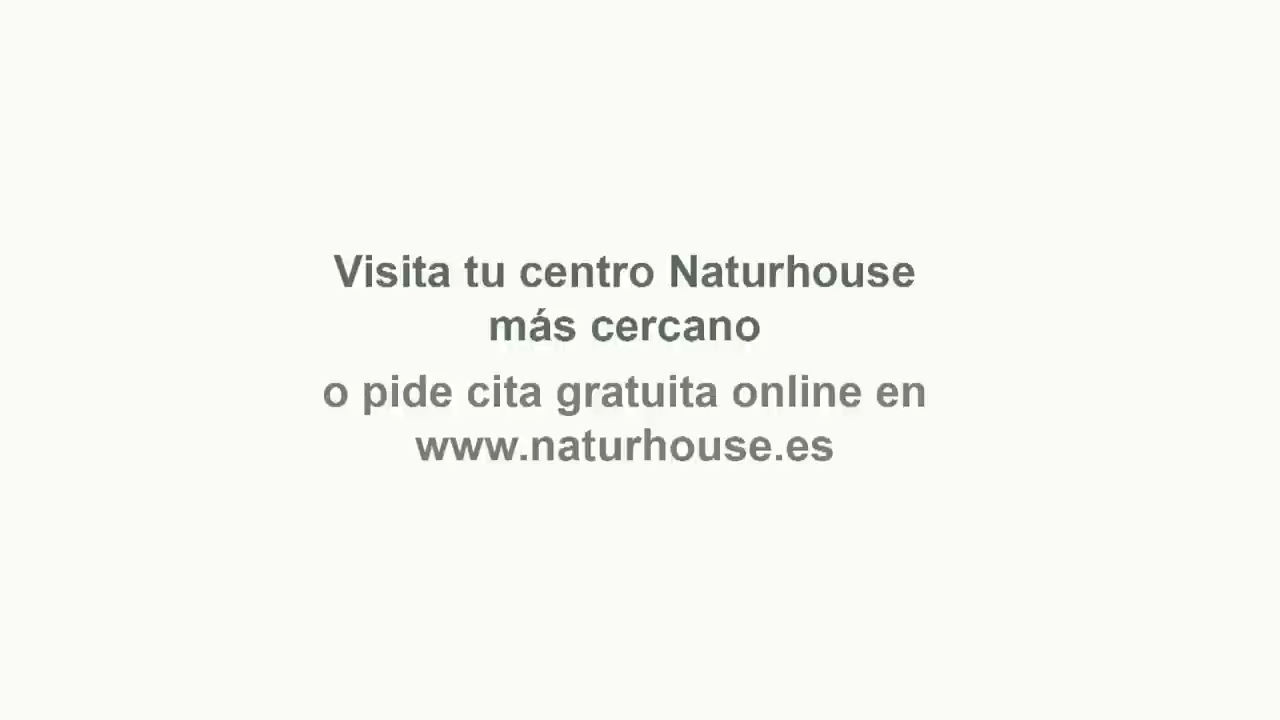 Visita tu centro Naturhouse
más cercano
o pide cita gratuita online en
www.naturhouse.es